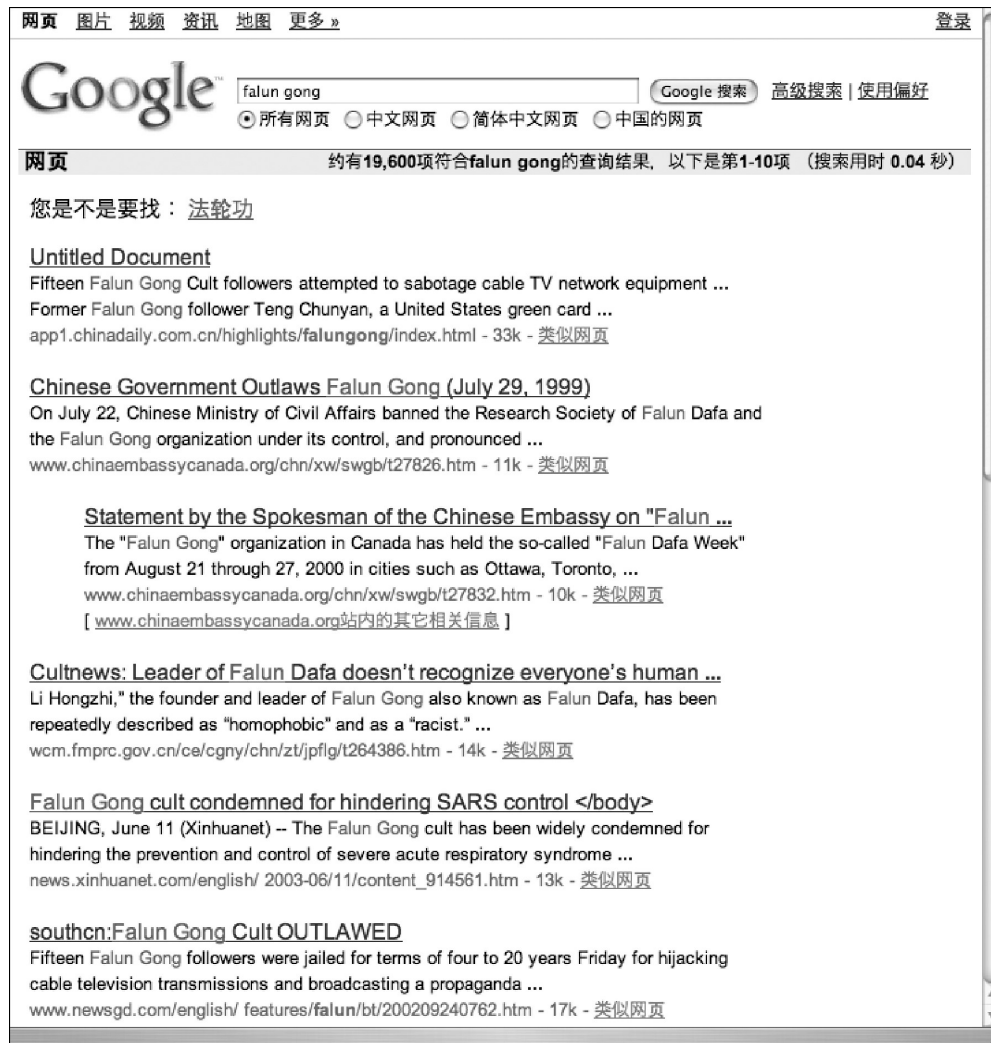 网页 图片 视频 资讯 地图 更多 » 登录
Google™ falun gong Google 搜索 高级搜索 | 使用偏好
所有网页 中文网页 简体中文网页 中国的网页
网页 约有19,600项符合falun gong的查询结果，以下是第1-10项 （搜索用时 0.04 秒）
您是不是要找： 法轮功
Untitled Document
Fifteen Falun Gong Cult followers attempted to sabotage cable TV network equipment ...
Former Falun Gong follower Teng Chunyan, a United States green card ...
app1.chinadaily.com.cn/highlights/falungong/index.html - 33k - 类似网页
Chinese Government Outlaws Falun Gong (July 29, 1999)
On July 22, Chinese Ministry of Civil Affairs banned the Research Society of Falun Dafa and
the Falun Gong organization under its control, and pronounced ...
www.chinaembassycanada.org/chn/xw/swgb/t27826.htm - 11k - 类似网页
Statement by the Spokesman of the Chinese Embassy on "Falun ...
The "Falun Gong" organization in Canada has held the so-called "Falun Dafa Week"
from August 21 through 27, 2000 in cities such as Ottawa, Toronto, ...
www.chinaembassycanada.org/chn/xw/swgb/t27832.htm - 10k - 类似网页
[ www.chinaembassycanada.org站内的其它相关信息 ]
Cultnews: Leader of Falun Dafa doesn't recognize everyone's human ...
Li Hongzhi," the founder and leader of Falun Gong also known as Falun Dafa, has been
repeatedly described as “homophobic” and as a “racist.” ...
wcm.fmprc.gov.cn/ce/cgny/chn/zt/jpflg/t264386.htm - 14k - 类似网页
Falun Gong cult condemned for hindering SARS control </body>
BEIJING, June 11 (Xinhuanet) -- The Falun Gong cult has been widely condemned for
hindering the prevention and control of severe acute respiratory syndrome ...
news.xinhuanet.com/english/ 2003-06/11/content_914561.htm - 13k - 类似网页
southcn:Falun Gong Cult OUTLAWED
Fifteen Falun Gong followers were jailed for terms of four to 20 years Friday for hijacking
cable television transmissions and broadcasting a propaganda ...
www.newsgd.com/english/ features/falun/bt/200209240762.htm - 17k - 类似网页